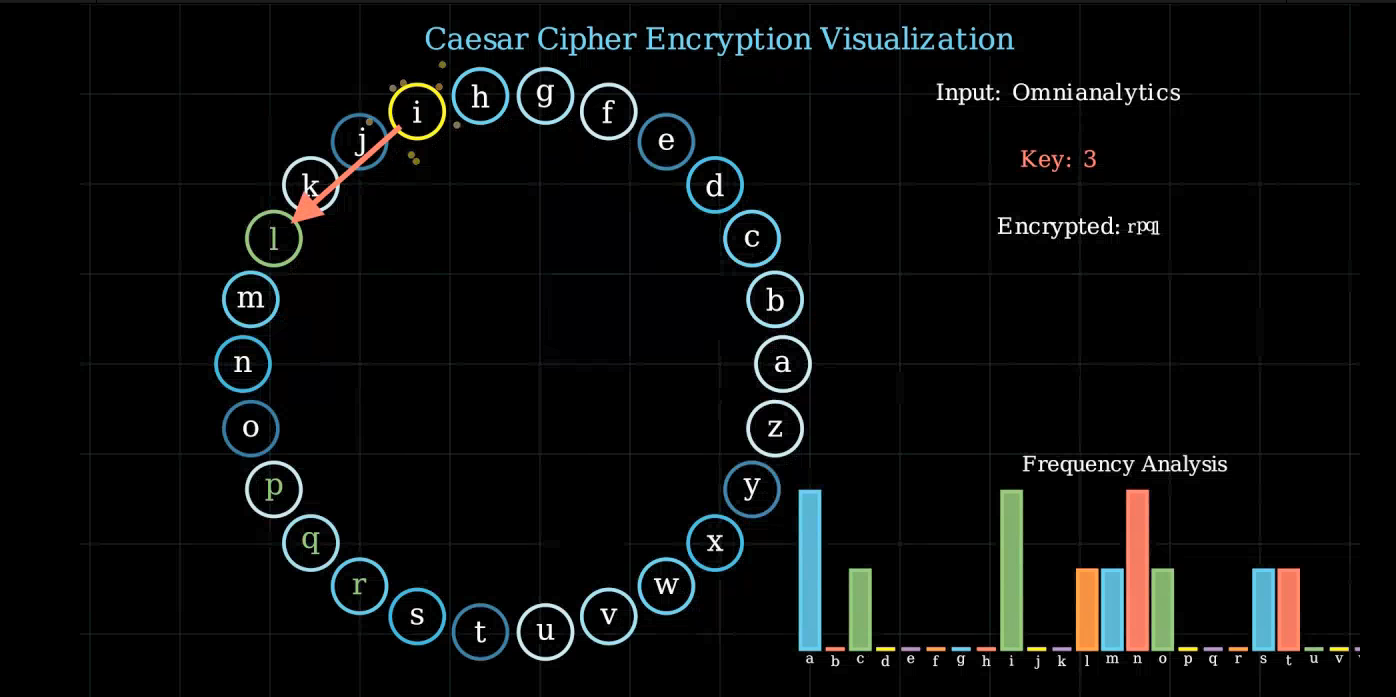 Caesar Cipher Encryption Visualization
Input: Omnianalytics
Key: 3
Encrypted: rpql
a
b
c
d
e
f
g
h
i
j
k
l
m
n
o
p
q
r
s
t
u
v
w
x
y
z
Frequency Analysis
a b c d e f g h i j k l m n o p q r s t u v